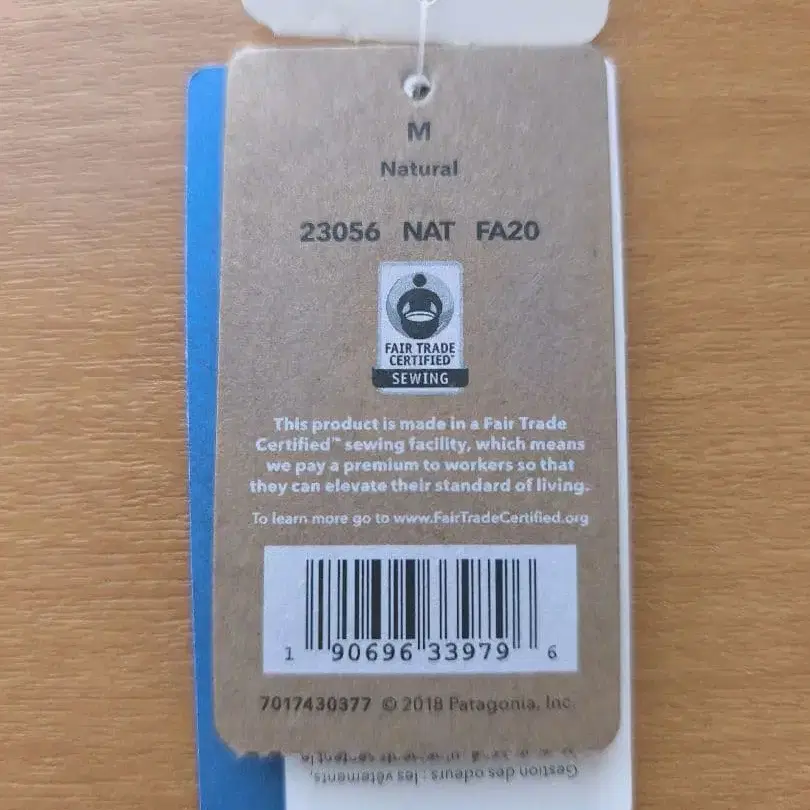 M
Natural
23056 NAT FA20
FAIR TRADE
CERTIFIED™
SEWING
This product is made in a Fair Trade
Certified™ sewing facility, which means
we pay a premium to workers so that
they can elevate their standard of living.
To learn more go to www.FairTradeCertified.org
1 90696 33979 6
7017430377 © 2018 Patagonia, Inc.
Gestion des odeurs : les vêtements,